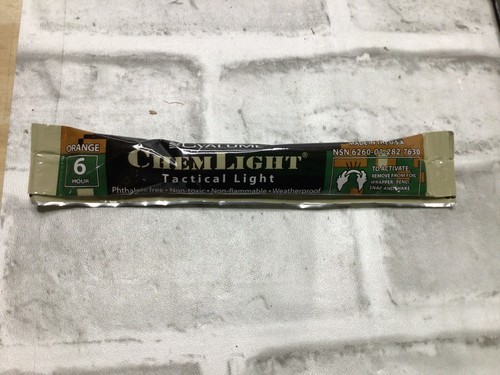 ORANGE
6
HOUR
CYALUME
CHEMLIGHT®
Tactical Light
Phthalate free • Non-toxic • Non-flammable • Weatherproof
MADE IN THE USA
NSN 6260-01-282-7630
TO ACTIVATE
REMOVE FROM FOIL
WRAPPER, BEND,
SNAP AND SHAKE